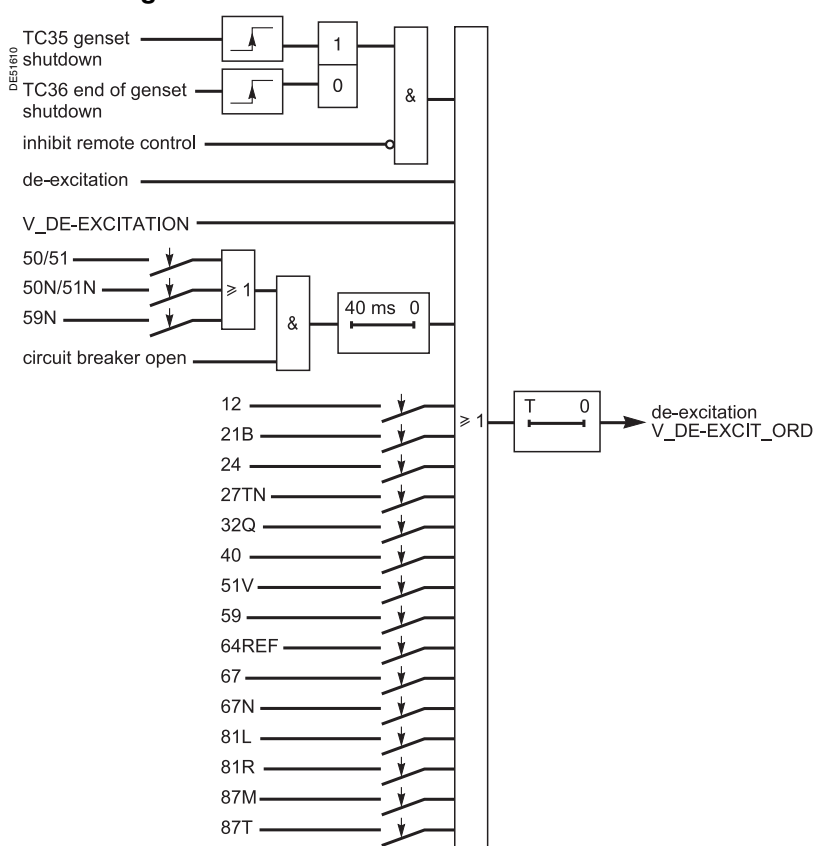 DE51610
TC35 genset
shutdown
1
TC36 end of genset
shutdown
0
&
inhibit remote control
de-excitation
V_DE-EXCITATION
50/51
50N/51N
⩾ 1
59N
&
40 ms 0
circuit breaker open
12
21B
24
27TN
32Q
40
51V
59
64REF
67
67N
81L
81R
87M
87T
⩾ 1
T 0
de-excitation
V_DE-EXCIT_ORD